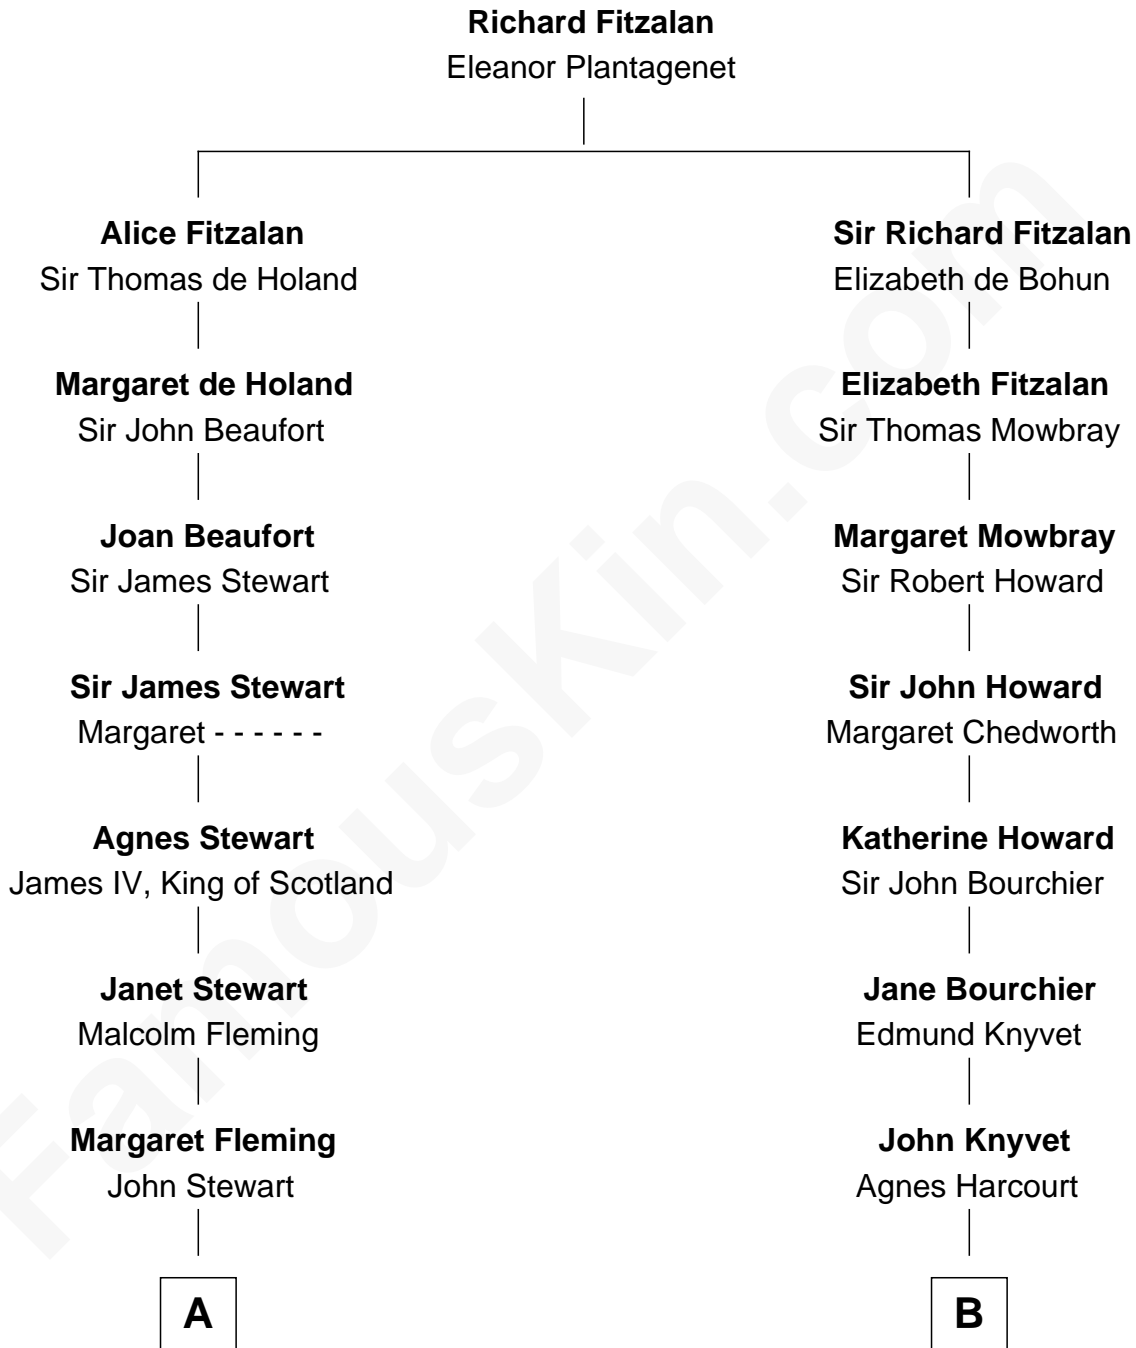 Richard Fitzalan
Eleanor Plantagenet
Alice Fitzalan
Sir Thomas de Holand
Sir Richard Fitzalan
Elizabeth de Bohun
Margaret de Holand
Sir John Beaufort
Elizabeth Fitzalan
Sir Thomas Mowbray
Joan Beaufort
Sir James Stewart
Margaret Mowbray
Sir Robert Howard
Sir James Stewart
Margaret - - - - - -
Sir John Howard
Margaret Chedworth
Agnes Stewart
James IV, King of Scotland
Katherine Howard
Sir John Bourchier
Janet Stewart
Malcolm Fleming
Jane Bourchier
Edmund Knyvet
Margaret Fleming
John Stewart
John Knyvet
Agnes Harcourt
A
B
FamousKin.com